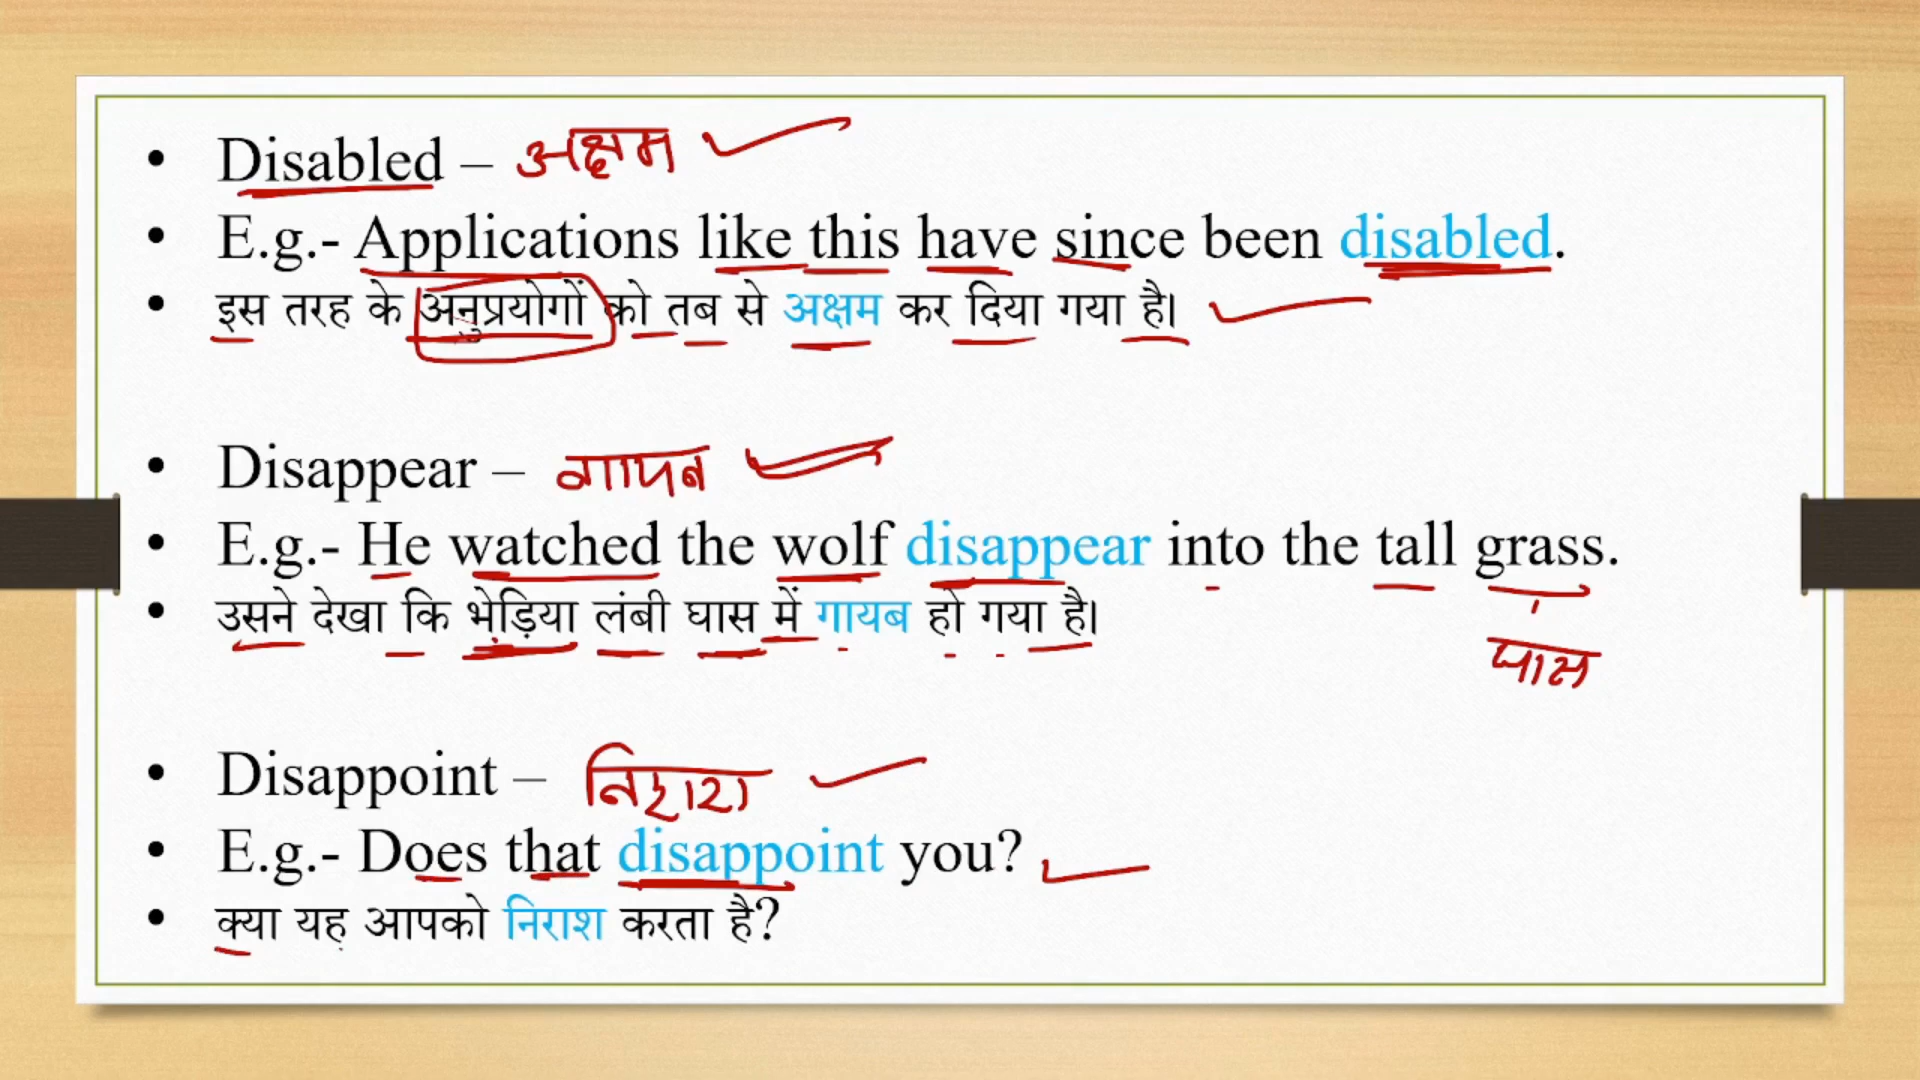 • Disabled – अक्षम
• E.g.- Applications like this have since been disabled.
• इस तरह के अनुप्रयोगों को तब से अक्षम कर दिया गया है।
• Disappear – गायब
• E.g.- He watched the wolf disappear into the tall grass.
• उसने देखा कि भेड़िया लंबी घास में गायब हो गया है।
घास
• Disappoint – निराश
• E.g.- Does that disappoint you?
• क्या यह आपको निराश करता है?